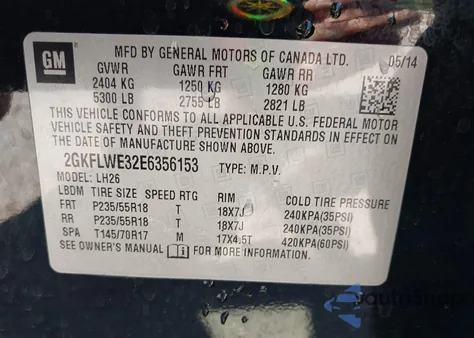 GM
MFD BY GENERAL MOTORS OF CANADA LTD. 05/14
GVWR GAWR FRT GAWR RR
2404 KG 1250 KG 1280 KG
5300 LB 2755 LB 2821 LB
THIS VEHICLE CONFORMS TO ALL APPLICABLE U.S. FEDERAL MOTOR
VEHICLE SAFETY AND THEFT PREVENTION STANDARDS IN EFFECT ON
THE DATE OF MANUFACTURE SHOWN ABOVE.
2GKFLWE32E6356153 TYPE: M.P.V.
MODEL: LH26
LBDM TIRE SIZE SPEED RTG RIM COLD TIRE PRESSURE
FRT P235/55R18 T 18X7J 240KPA(35PSI)
RR P235/55R18 T 18X7J 240KPA(35PSI)
SPA T145/70R17 M 17X4.5T 420KPA(60PSI)
SEE OWNER'S MANUAL FOR MORE INFORMATION